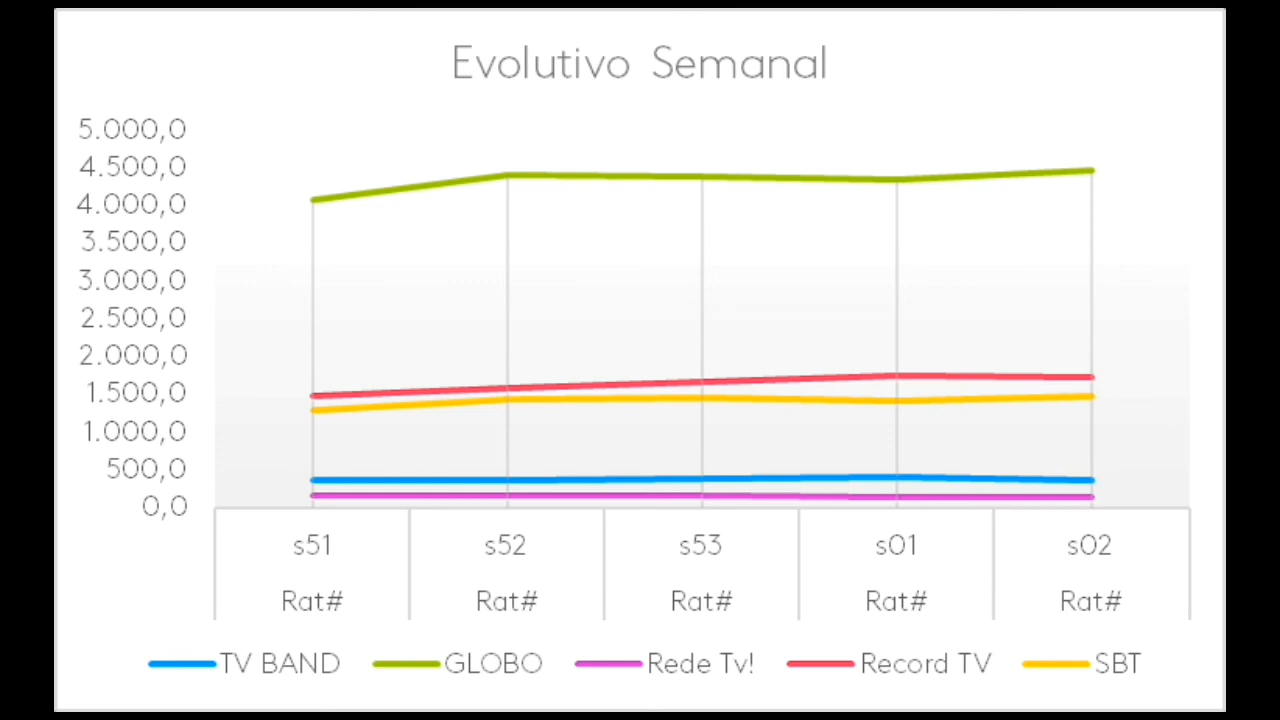 Evolutivo Semanal
5.000,0
4.500,0
4.000,0
3.500,0
3.000,0
2.500,0
2.000,0
1.500,0
1.000,0
500,0
0,0
s51 s52 s53 s01 s02
Rat# Rat# Rat# Rat# Rat#
TV BAND GLOBO Rede Tv! Record TV SBT